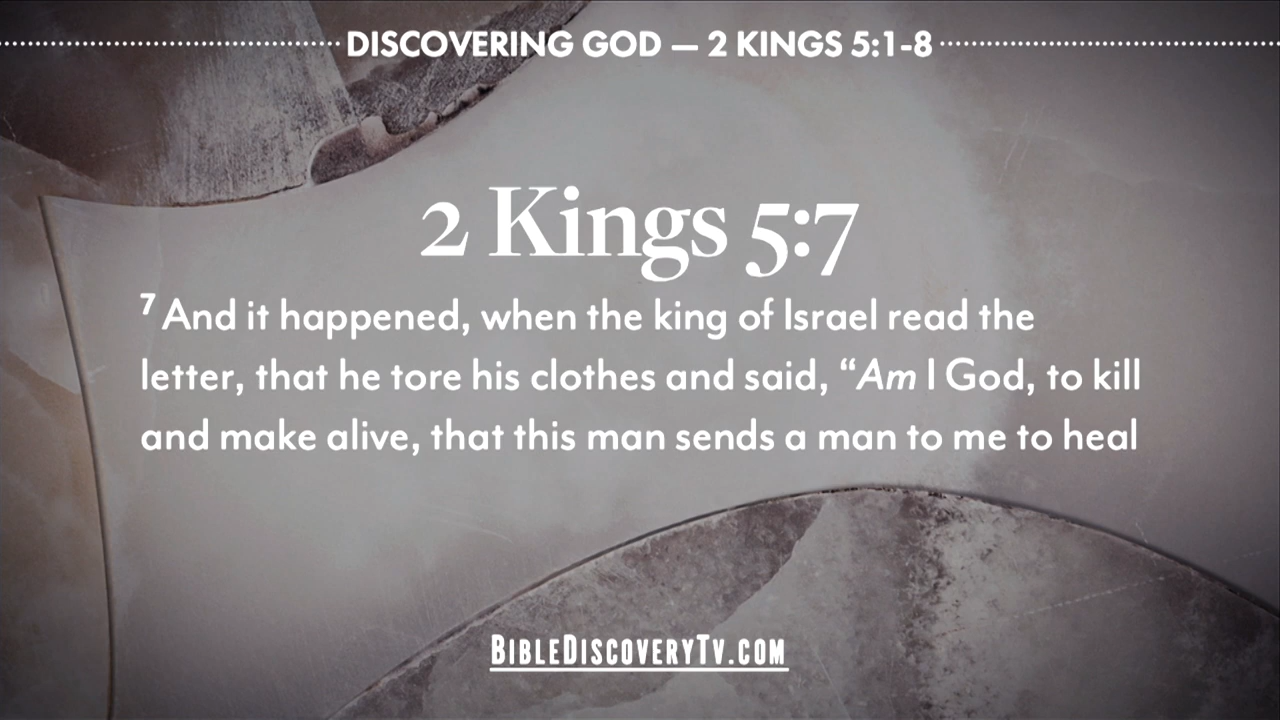 DISCOVERING GOD — 2 KINGS 5:1-8
2 Kings 5:7
⁷ And it happened, when the king of Israel read the
letter, that he tore his clothes and said, “Am I God, to kill
and make alive, that this man sends a man to me to heal
BIBLEDISCOVERYTV.COM